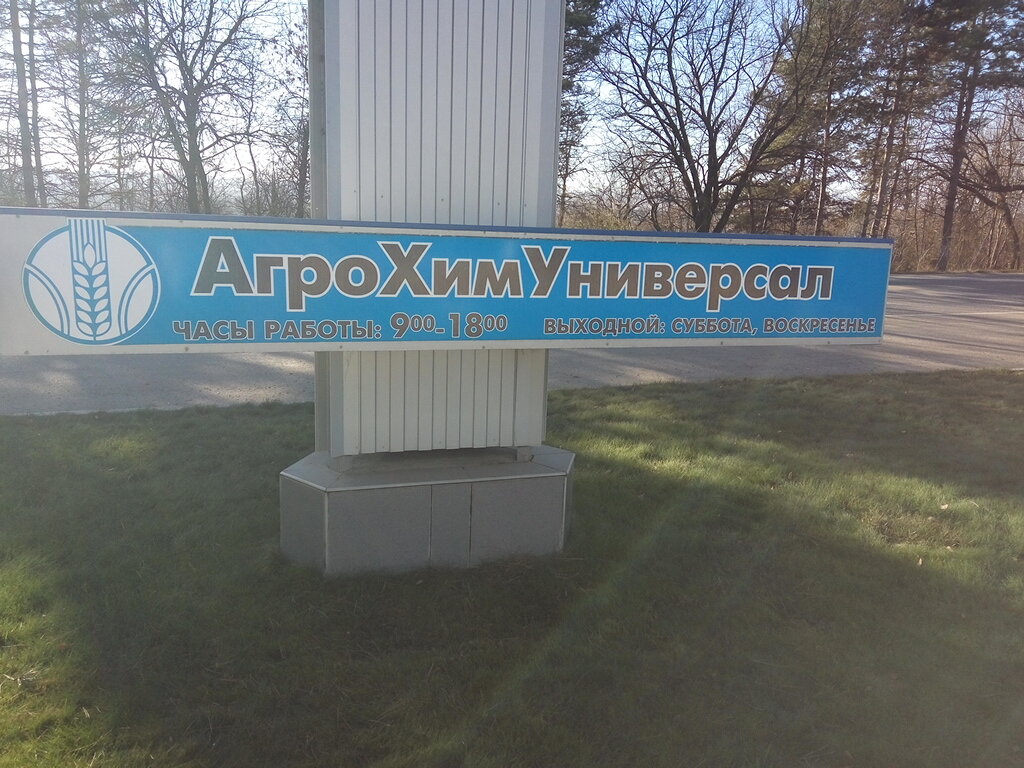 АгроХимУниверсал
ЧАСЫ РАБОТЫ: 9⁰⁰-18⁰⁰ ВЫХОДНОЙ: СУББОТА, ВОСКРЕСЕНЬЕ